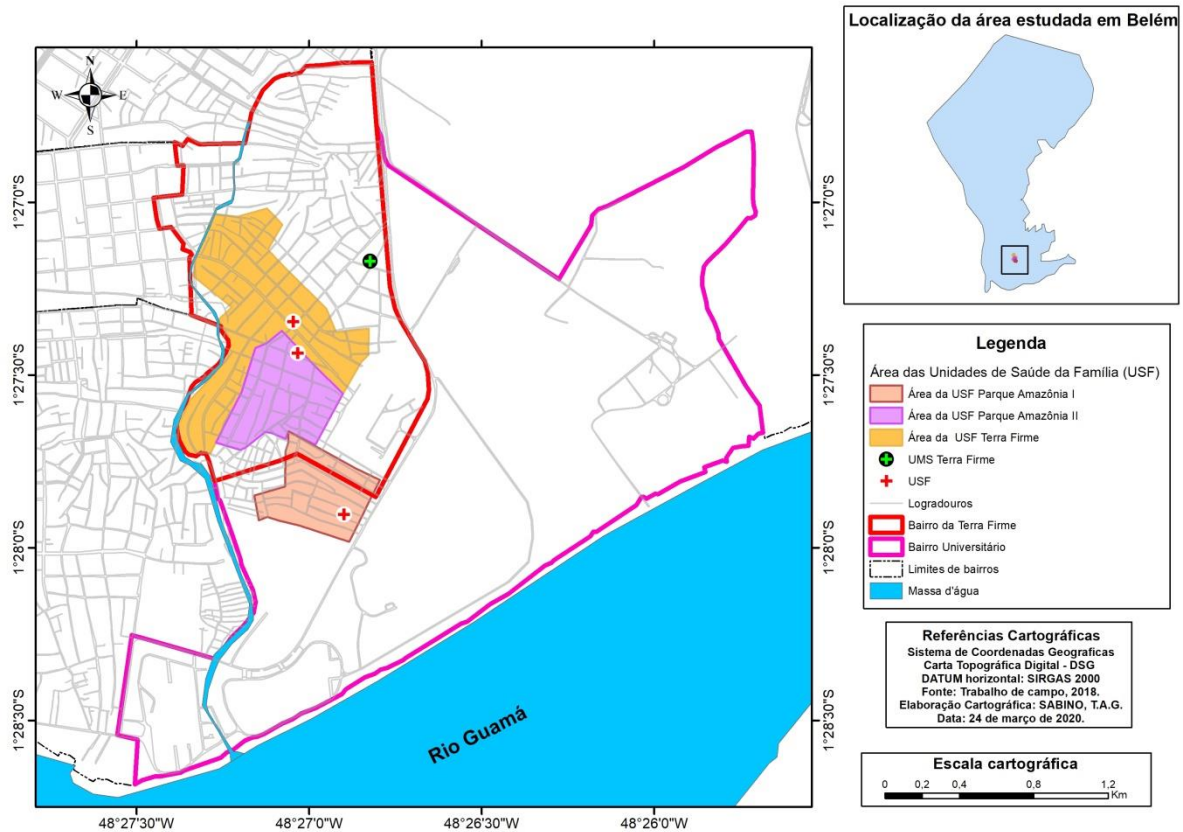 Localização da área estudada em Belém
N
W
E
S
1°27'0"S
1°27'30"S
1°28'0"S
1°28'30"S
1°27'0"S
1°27'30"S
1°28'0"S
1°28'30"S
48°27'30"W
48°27'0"W
48°26'30"W
48°26'0"W
Rio Guamá
Legenda
Área das Unidades de Saúde da Família (USF)
Área da USF Parque Amazônia I
Área da USF Parque Amazônia II
Área da USF Terra Firme
UMS Terra Firme
USF
Logradouros
Bairro da Terra Firme
Bairro Universitário
Limites de bairros
Massa d'água
Referências Cartográficas
Sistema de Coordenadas Geograficas
Carta Topográfica Digital - DSG
DATUM horizontal: SIRGAS 2000
Fonte: Trabalho de campo, 2018.
Elaboração Cartográfica: SABINO, T.A.G.
Data: 24 de março de 2020.
Escala cartográfica
0 0,2 0,4 0,8 1,2
Km